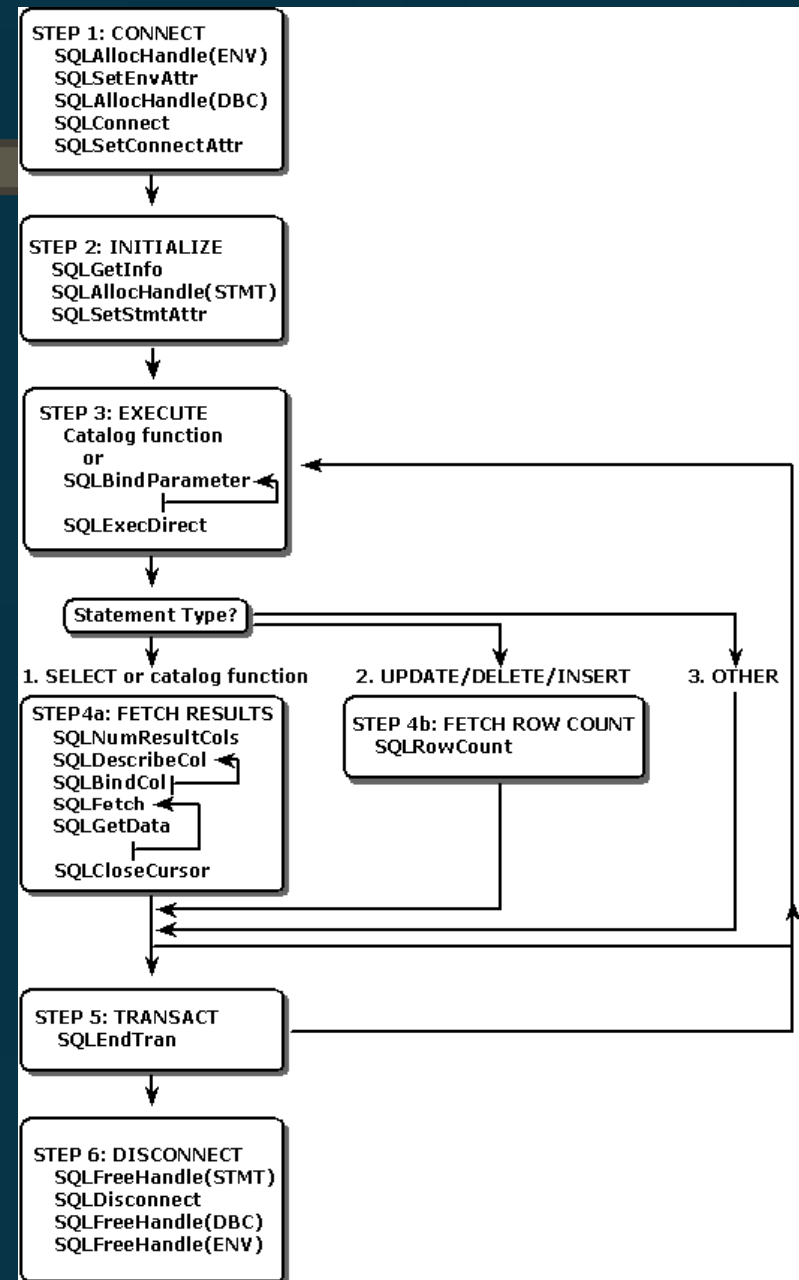 STEP 1: CONNECT
SQLAllocHandle(ENV)
SQLSetEnvAttr
SQLAllocHandle(DBC)
SQLConnect
SQLSetConnectAttr
STEP 2: INITIALIZE
SQLGetInfo
SQLAllocHandle(STMT)
SQLSetStmtAttr
STEP 3: EXECUTE
Catalog function
or
SQLBindParameter
SQLExecDirect
Statement Type?
1. SELECT or catalog function
2. UPDATE/DELETE/INSERT
3. OTHER
STEP4a: FETCH RESULTS
SQLNumResultCols
SQLDescribeCol
SQLBindCol
SQLFetch
SQLGetData
SQLCloseCursor
STEP 4b: FETCH ROW COUNT
SQLRowCount
STEP 5: TRANSACT
SQLEndTran
STEP 6: DISCONNECT
SQLFreeHandle(STMT)
SQLDisconnect
SQLFreeHandle(DBC)
SQLFreeHandle(ENV)